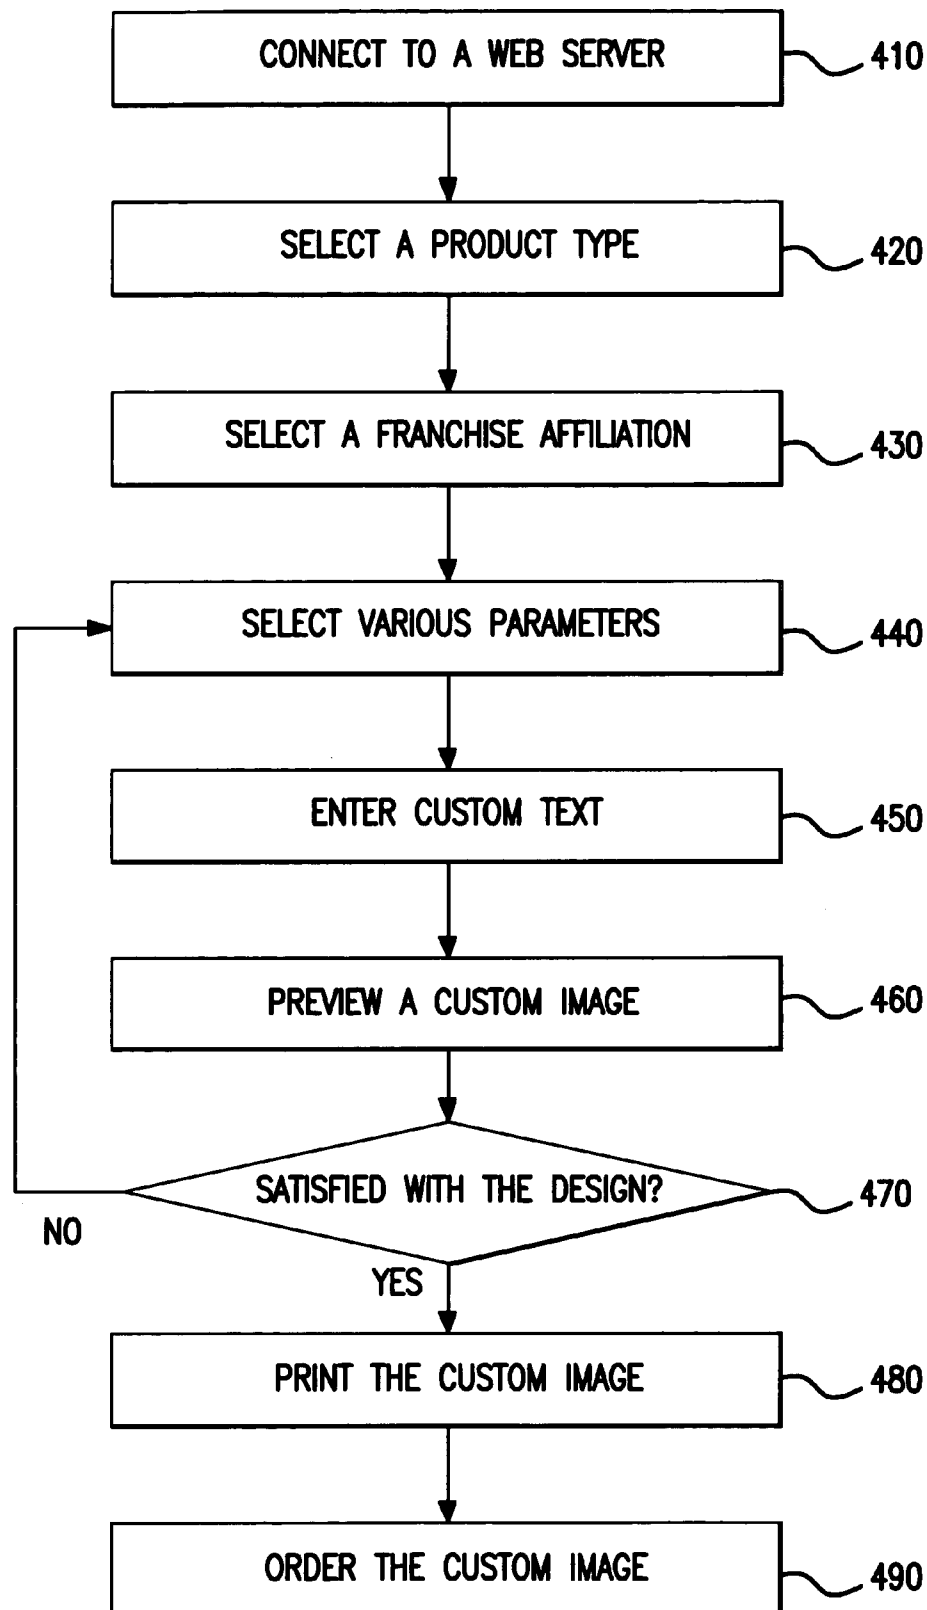 CONNECT TO A WEB SERVER 410
SELECT A PRODUCT TYPE 420
SELECT A FRANCHISE AFFILIATION 430
SELECT VARIOUS PARAMETERS 440
ENTER CUSTOM TEXT 450
PREVIEW A CUSTOM IMAGE 460
SATISFIED WITH THE DESIGN? 470
NO
YES
PRINT THE CUSTOM IMAGE 480
ORDER THE CUSTOM IMAGE 490